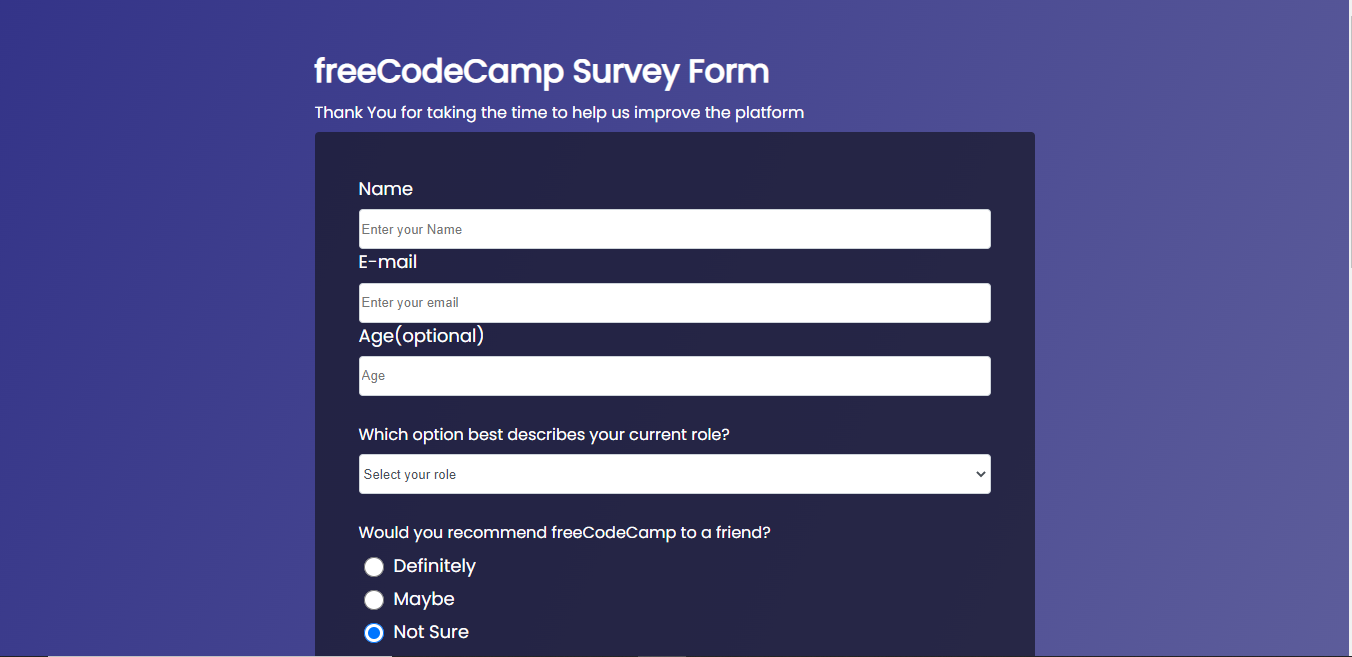 freeCodeCamp Survey Form
Thank You for taking the time to help us improve the platform
Name
Enter your Name
E-mail
Enter your email
Age(optional)
Age
Which option best describes your current role?
Select your role
Would you recommend freeCodeCamp to a friend?
Definitely
Maybe
Not Sure